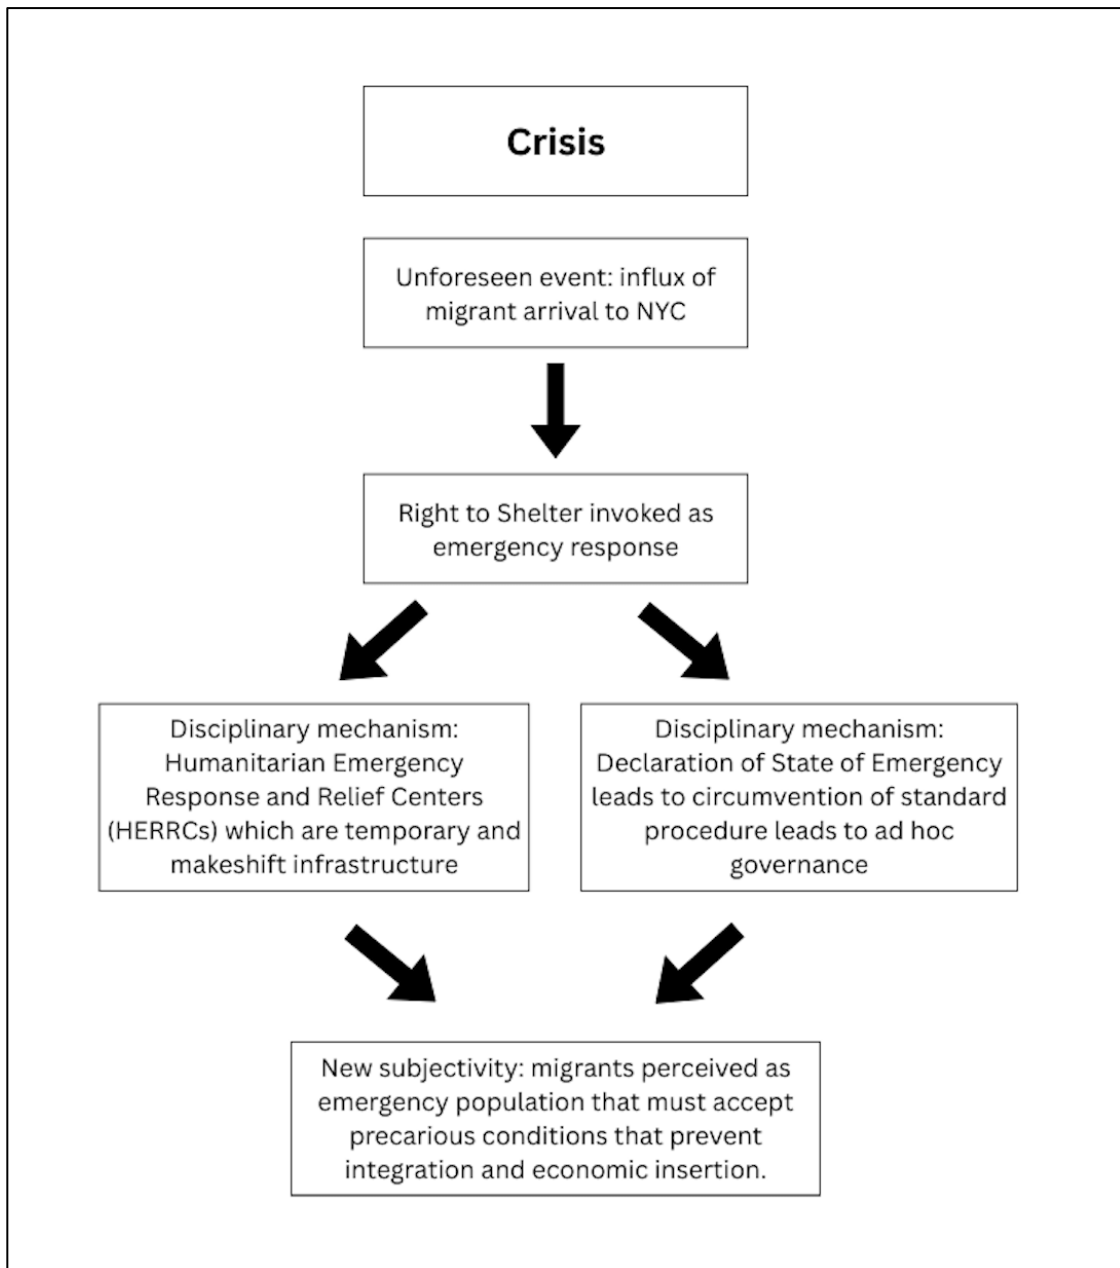 Crisis
Unforeseen event: influx of
migrant arrival to NYC
Right to Shelter invoked as
emergency response
Disciplinary mechanism:
Humanitarian Emergency
Response and Relief Centers
(HERRCs) which are temporary and
makeshift infrastructure
Disciplinary mechanism:
Declaration of State of Emergency
leads to circumvention of standard
procedure leads to ad hoc
governance
New subjectivity: migrants perceived as
emergency population that must accept
precarious conditions that prevent
integration and economic insertion.